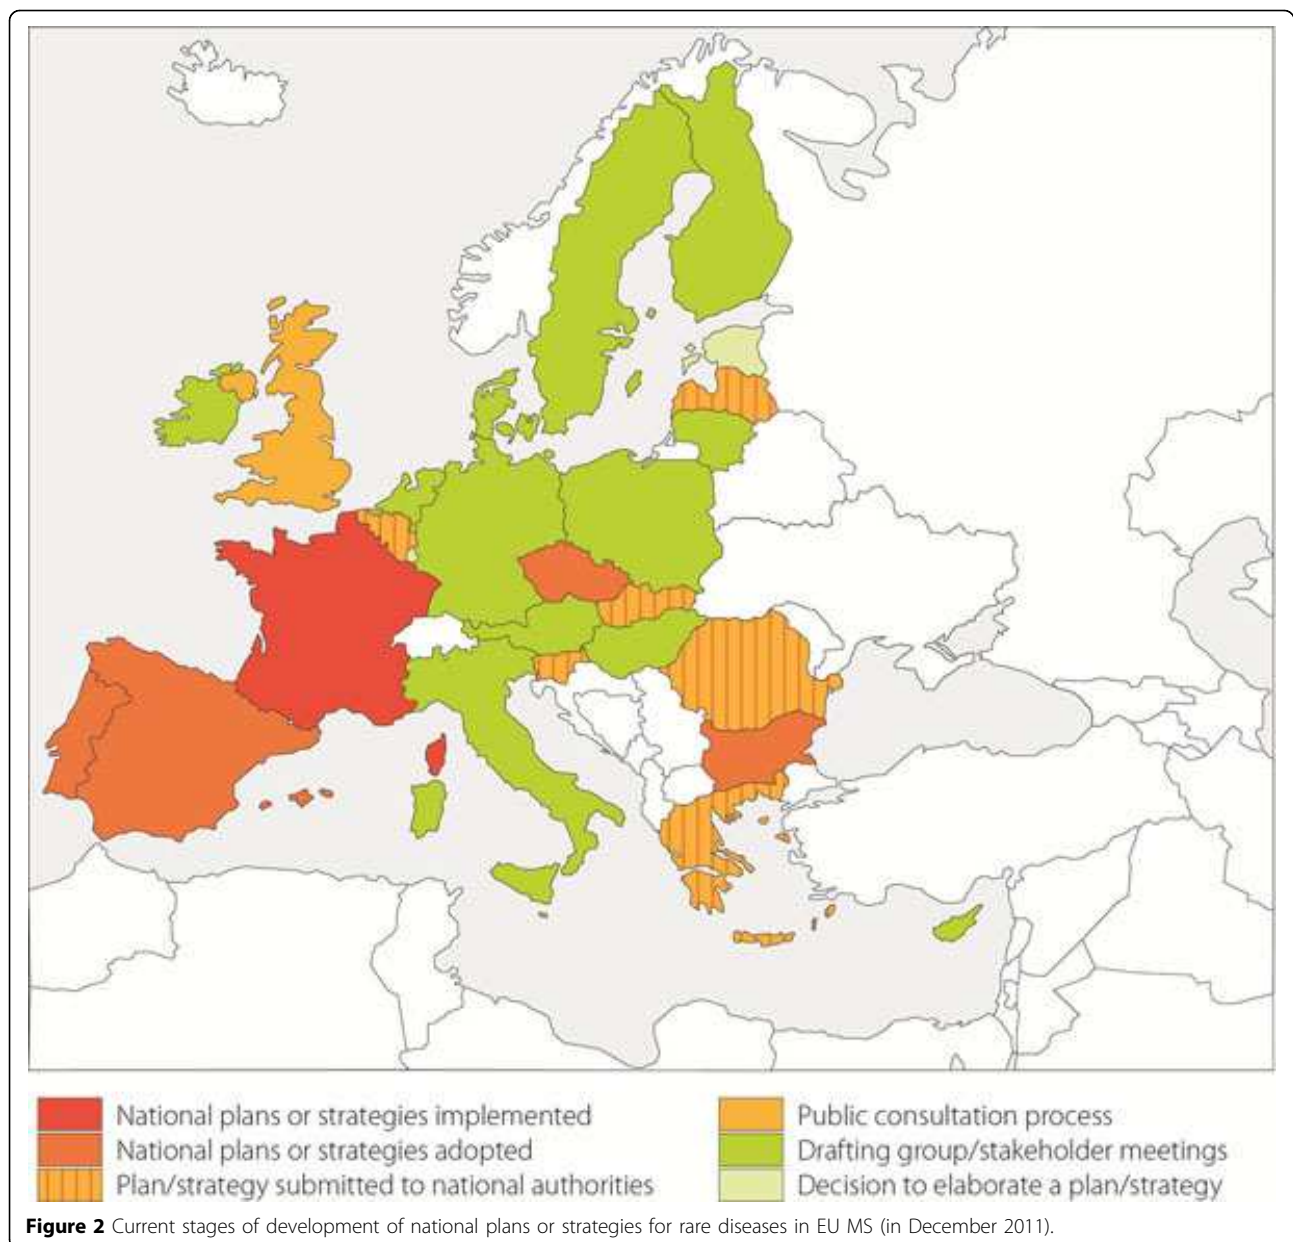 National plans or strategies implemented
National plans or strategies adopted
Plan/strategy submitted to national authorities
Public consultation process
Drafting group/stakeholder meetings
Decision to elaborate a plan/strategy
Figure 2 Current stages of development of national plans or strategies for rare diseases in EU MS (in December 2011).